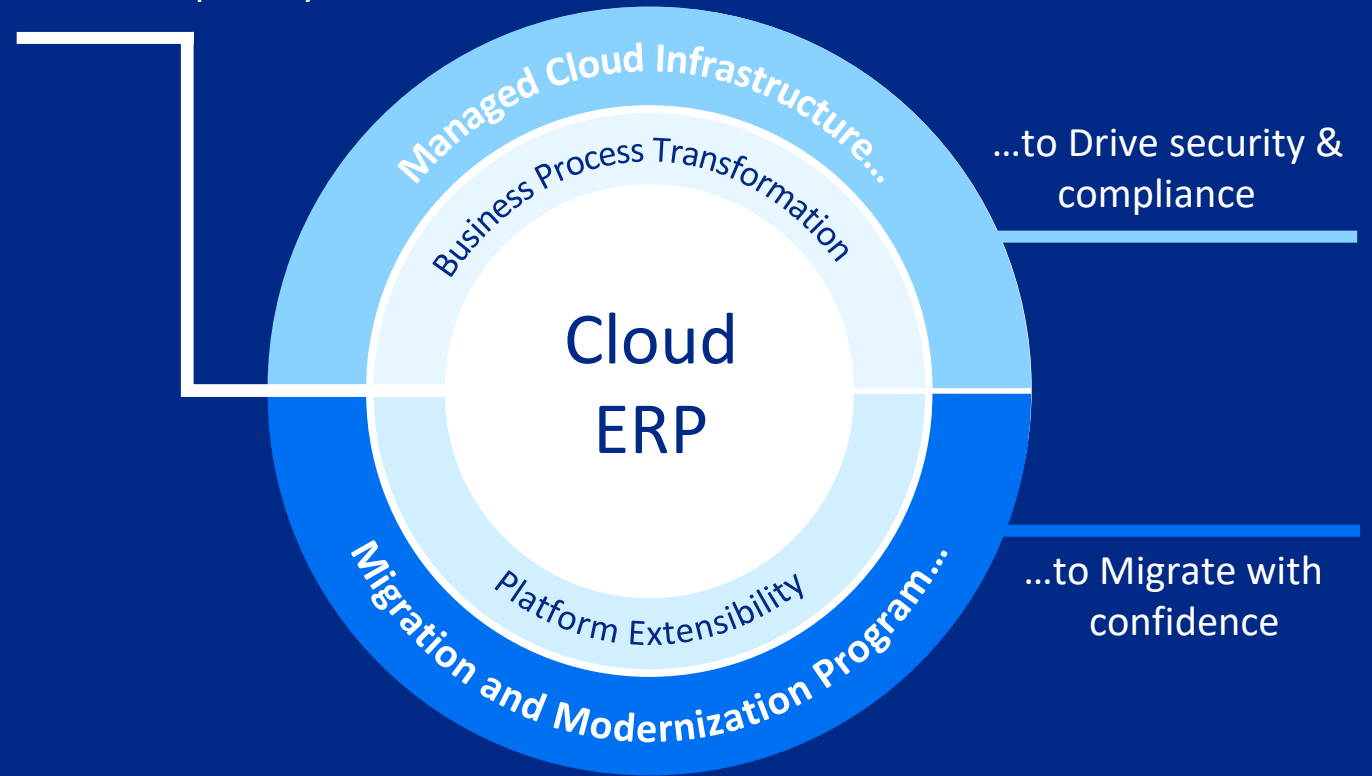 Managed Cloud Infrastructure...
Business Process Transformation
...to Drive security &
compliance
Cloud
ERP
Platform Extensibility
Migration and Modernization Program...
...to Migrate with
confidence